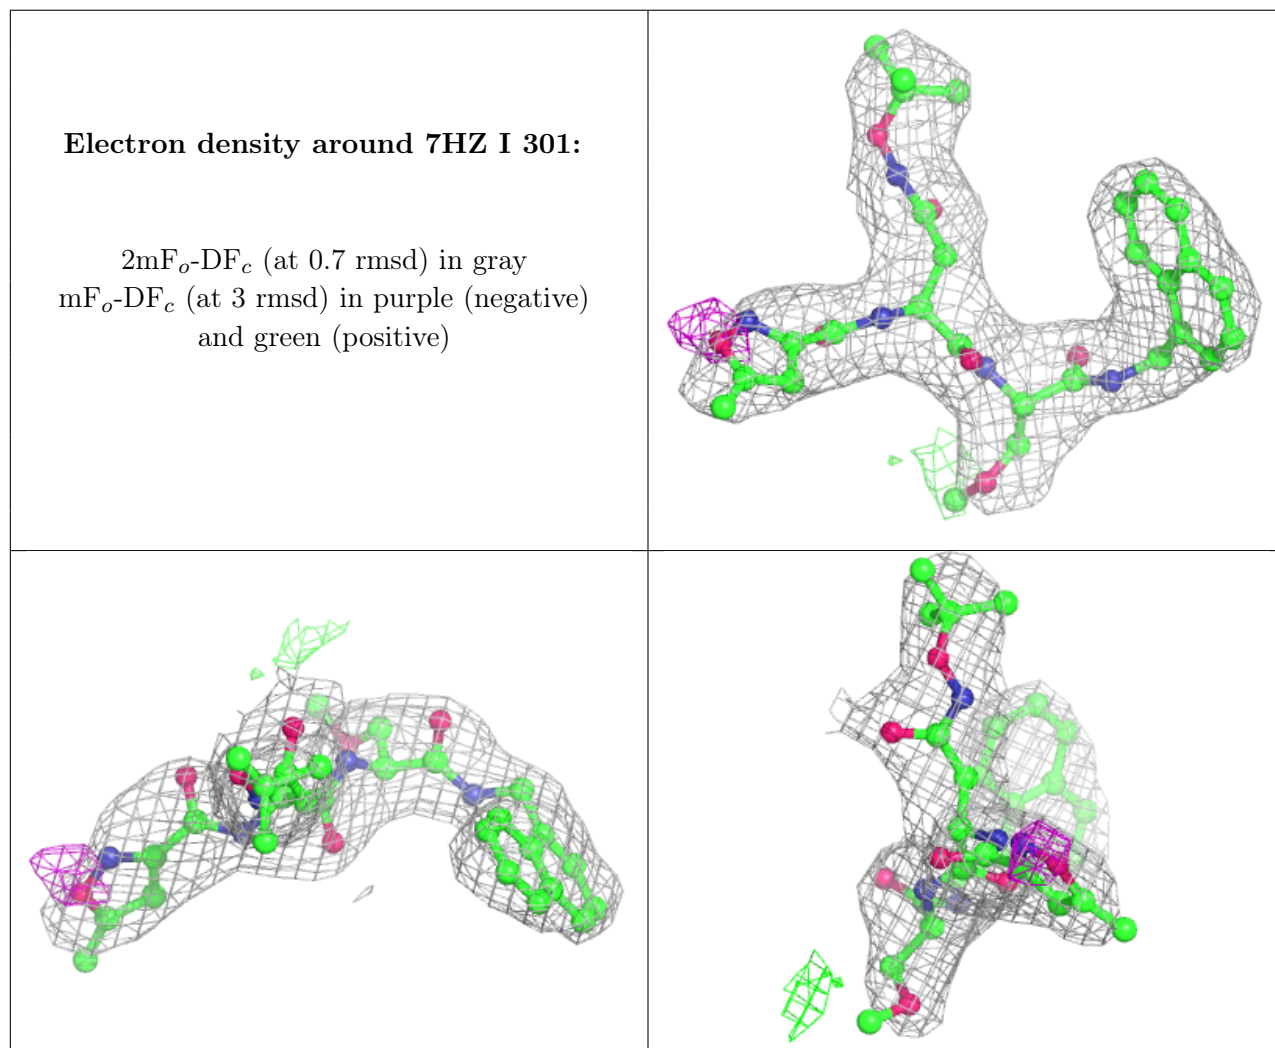 Electron density around 7HZ I 301:
2mFₒ-DF𝒸 (at 0.7 rmsd) in gray
mFₒ-DF𝒸 (at 3 rmsd) in purple (negative)
and green (positive)